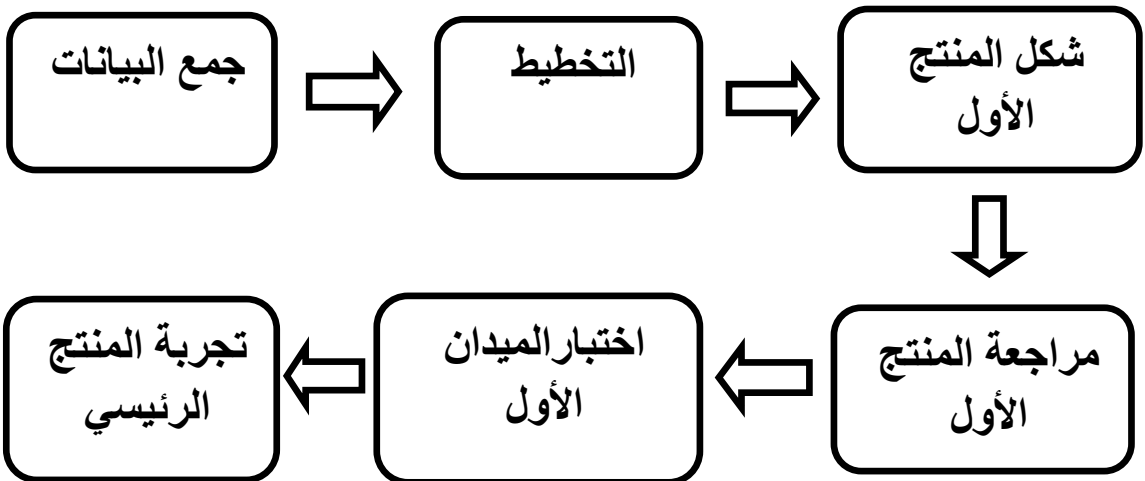 جمع البيانات
التخطيط
شكل المنتج
الأول
مراجعة المنتج
الأول
اختبارالميدان
الأول
تجربة المنتج
الرئيسي